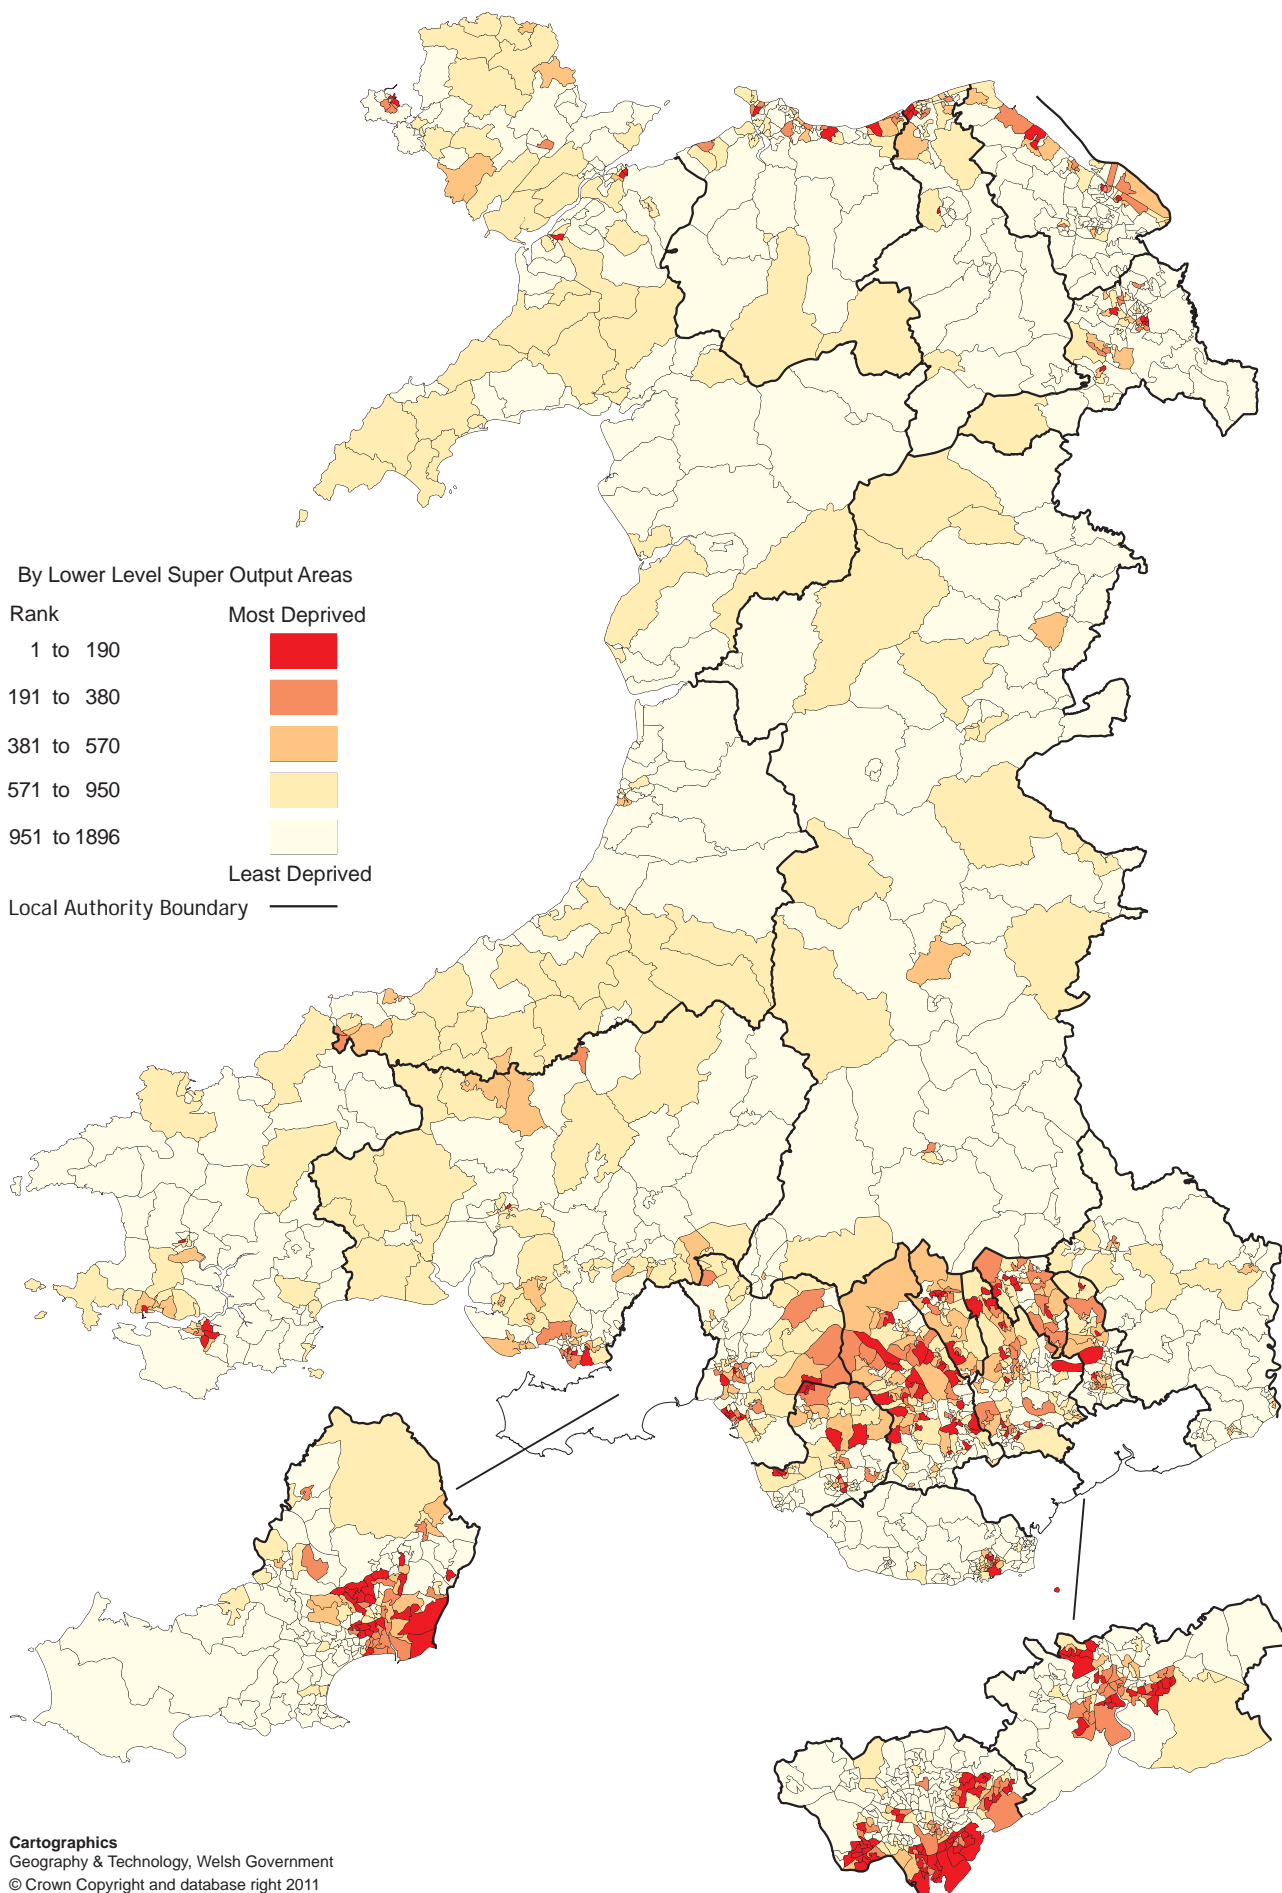 By Lower Level Super Output Areas
Rank Most Deprived
1 to 190
191 to 380
381 to 570
571 to 950
951 to 1896
Least Deprived
Local Authority Boundary
Cartographics
Geography & Technology, Welsh Government
© Crown Copyright and database right 2011